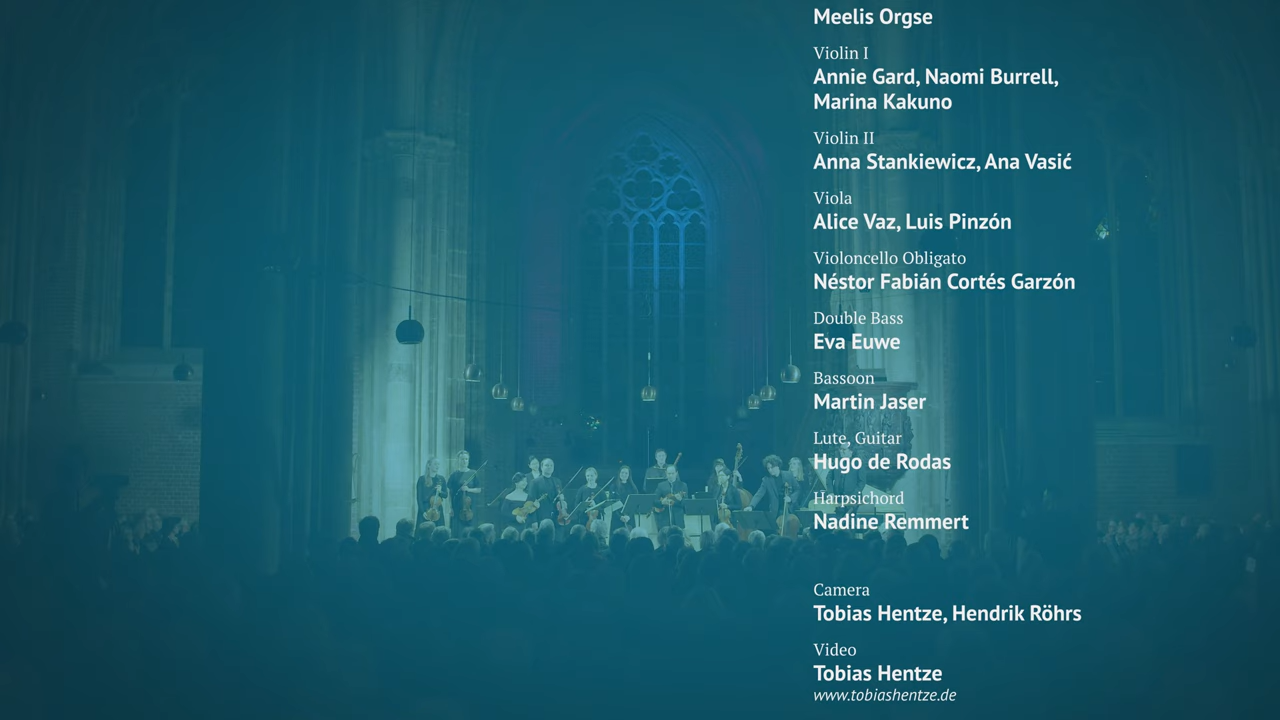 Meelis Orgse
Violin I
Annie Gard, Naomi Burrell,
Marina Kakuno
Violin II
Anna Stankiewicz, Ana Vasić
Viola
Alice Vaz, Luis Pinzón
Violoncello Obligato
Néstor Fabián Cortés Garzón
Double Bass
Eva Euwe
Bassoon
Martin Jaser
Lute, Guitar
Hugo de Rodas
Harpsichord
Nadine Remmert
Camera
Tobias Hentze, Hendrik Röhrs
Video
Tobias Hentze
www.tobiashentze.de